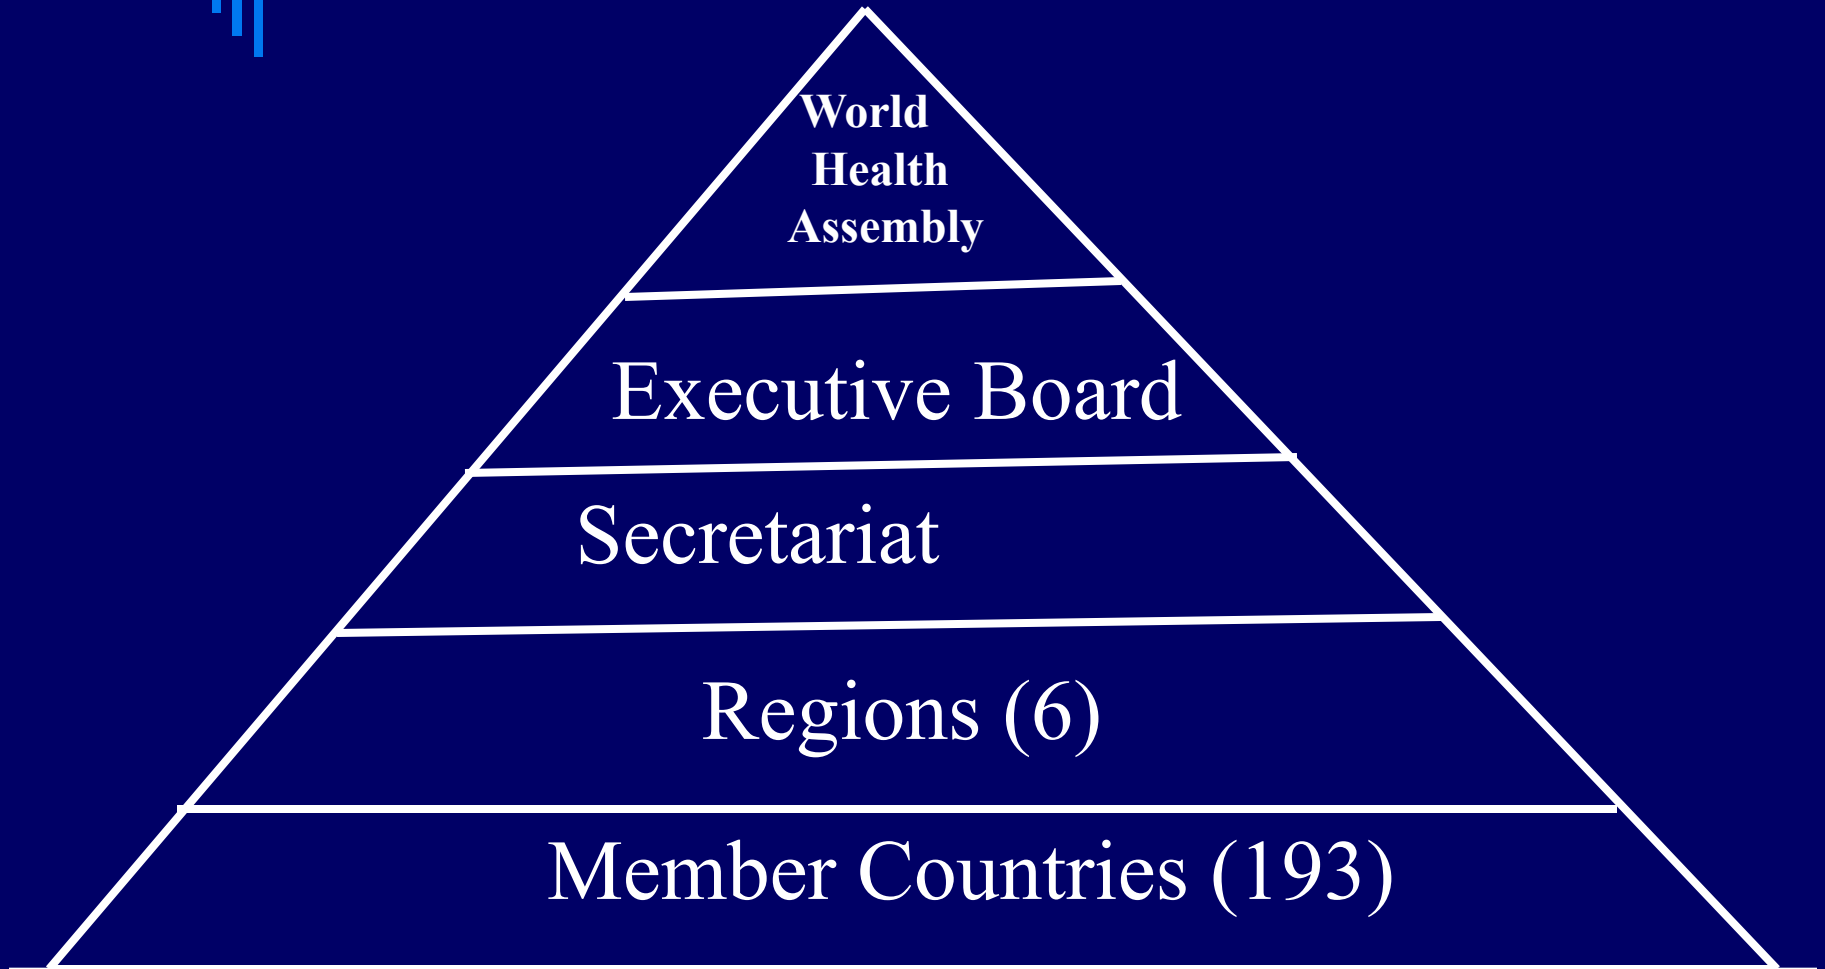 World
Health
Assembly
Executive Board
Secretariat
Regions (6)
Member Countries (193)